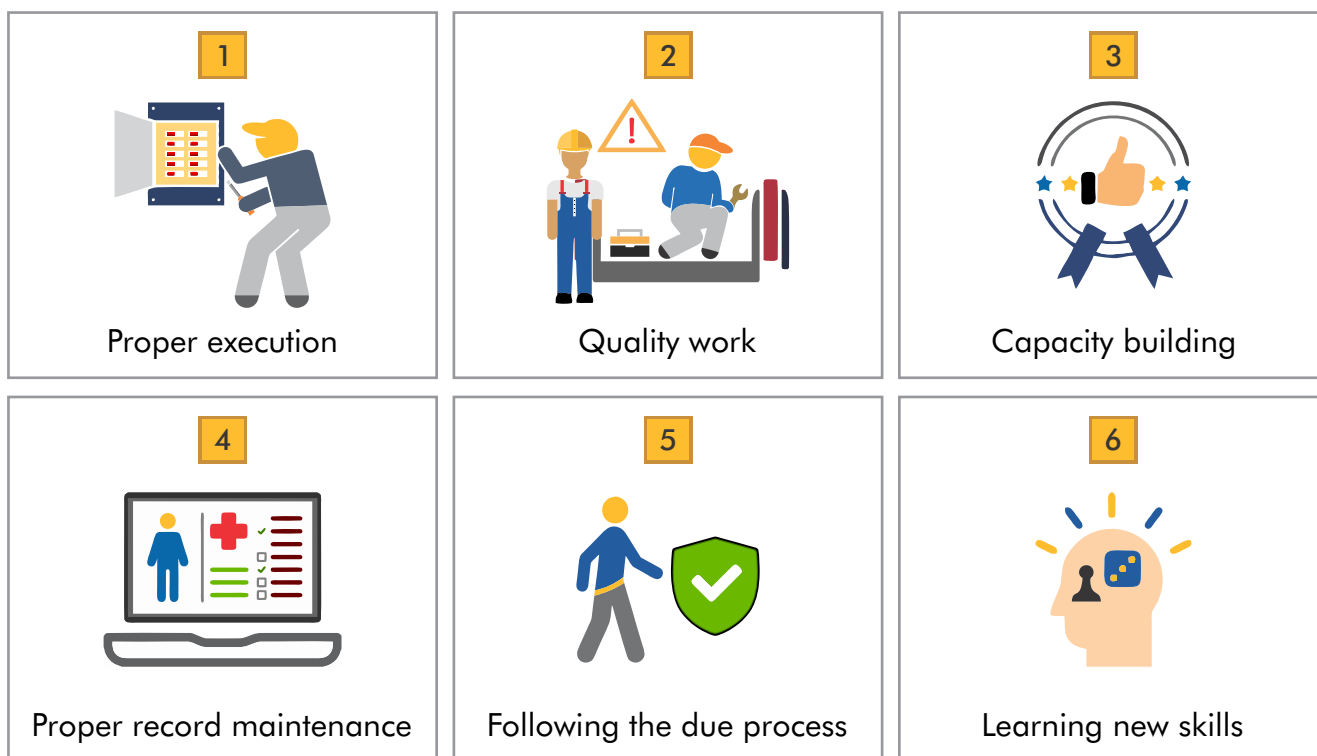 1
2
3
Proper execution
Quality work
Capacity building
4
5
6
Proper record maintenance
Following the due process
Learning new skills